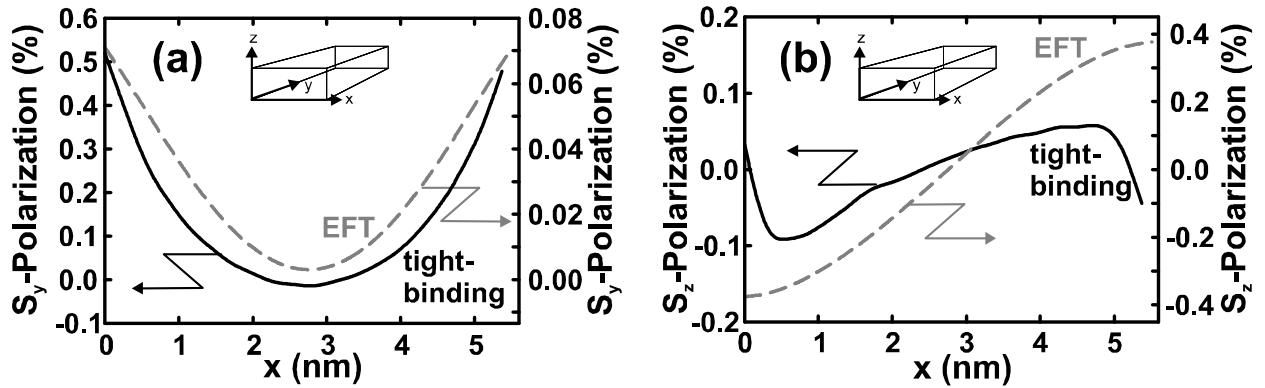 (a)
S_y-Polarization (%)
0.6
0.5
0.4
0.3
0.2
0.1
0.0
-0.1
z
y
x
EFT
tight-
binding
0.08
0.06
0.04
0.02
0.00
S_y-Polarization (%)
0 1 2 3 4 5
x (nm)
(b)
S_z-Polarization (%)
0.2
0.1
0.0
-0.1
-0.2
z
y
x
EFT
tight-
binding
0.4
0.2
0.0
-0.2
-0.4
S_z-Polarization (%)
0 1 2 3 4 5
x (nm)